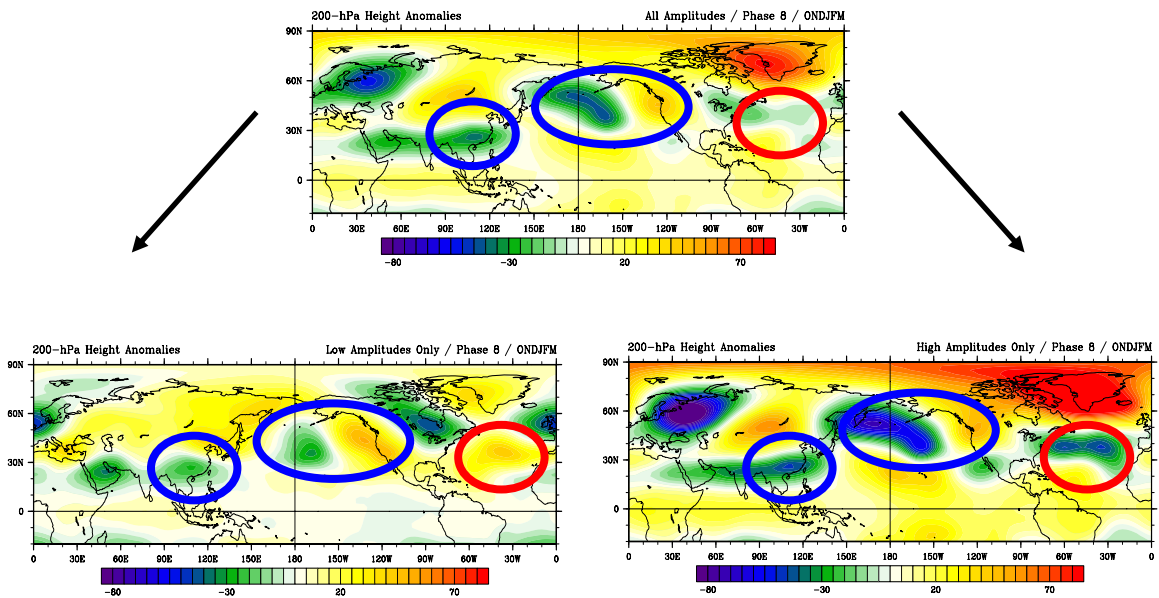 200-hPa Height Anomalies All Amplitudes / Phase 8 / ONDJFM
90N
60N
30N
0
0 30E 60E 90E 120E 150E 180 150W 120W 90W 60W 30W 0
-80 -30 20 70
200-hPa Height Anomalies Low Amplitudes Only / Phase 8 / ONDJFM
90N
60N
30N
0
0 30E 60E 90E 120E 150E 180 150W 120W 90W 60W 30W 0
-80 -30 20 70
200-hPa Height Anomalies High Amplitudes Only / Phase 8 / ONDJFM
90N
60N
30N
0
0 30E 60E 90E 120E 150E 180 150W 120W 90W 60W 30W 0
-80 -30 20 70